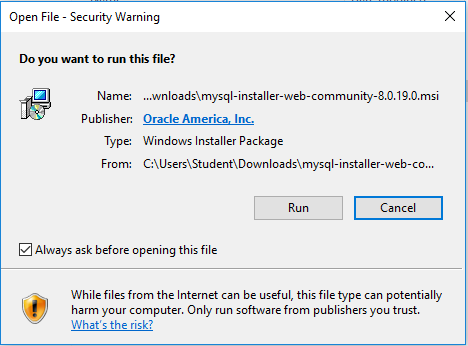 Open File - Security Warning
Do you want to run this file?
Name: ...wnloads\mysql-installer-web-community-8.0.19.0.msi
Publisher: Oracle America, Inc.
Type: Windows Installer Package
From: C:\Users\Student\Downloads\mysql-installer-web-co...
Run Cancel
Always ask before opening this file
While files from the Internet can be useful, this file type can potentially
harm your computer. Only run software from publishers you trust.
What's the risk?